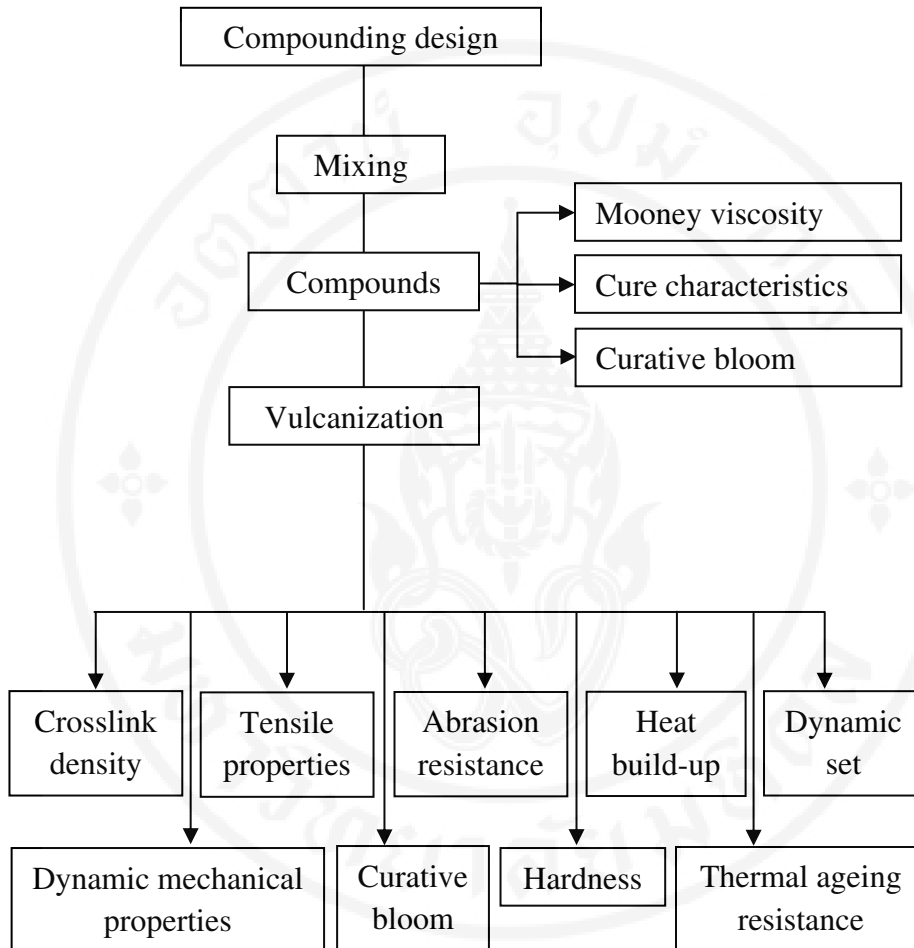 Compounding design
Mixing
Mooney viscosity
Compounds
Cure characteristics
Curative bloom
Vulcanization
Crosslink
density
Tensile
properties
Abrasion
resistance
Heat
build-up
Dynamic
set
Dynamic mechanical
properties
Curative
bloom
Hardness
Thermal ageing
resistance